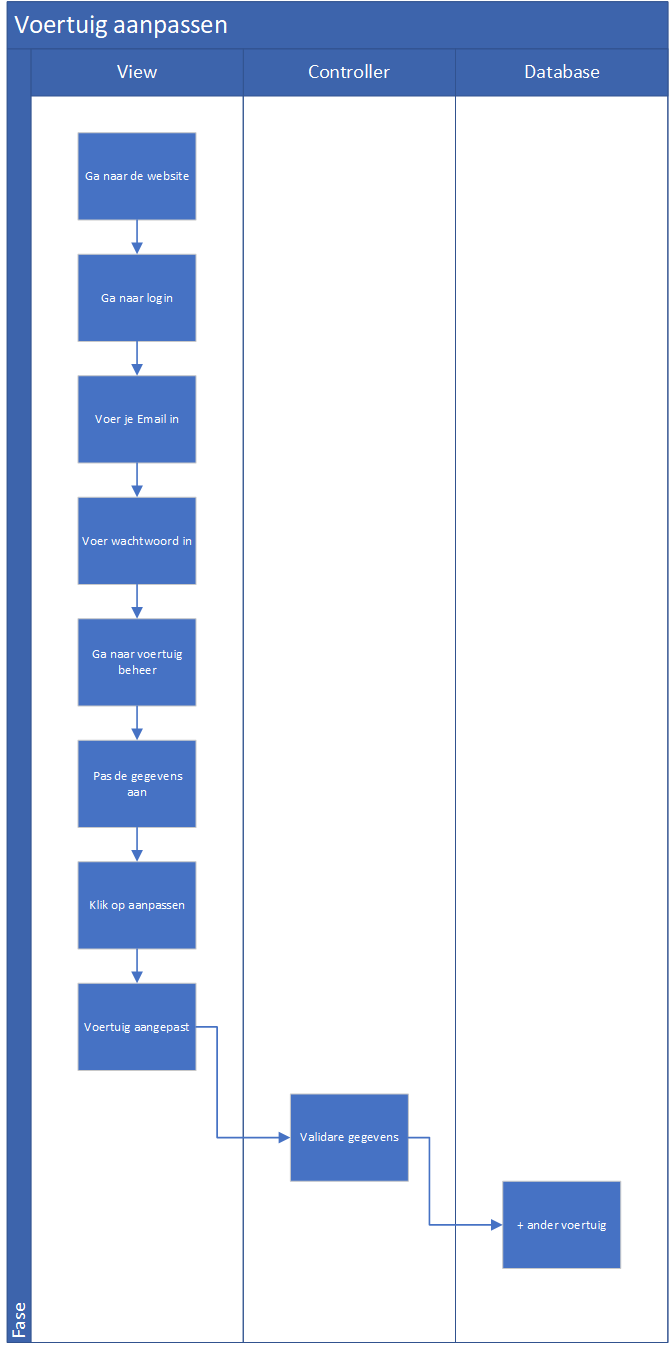 Voertuig aanpassen
View
Controller
Database
Ga naar de website
Ga naar login
Voer je Email in
Voer wachtwoord in
Ga naar voertuig
beheer
Pas de gegevens
aan
Klik op aanpassen
Voertuig aangepast
Validare gegevens
+ ander voertuig
Fase